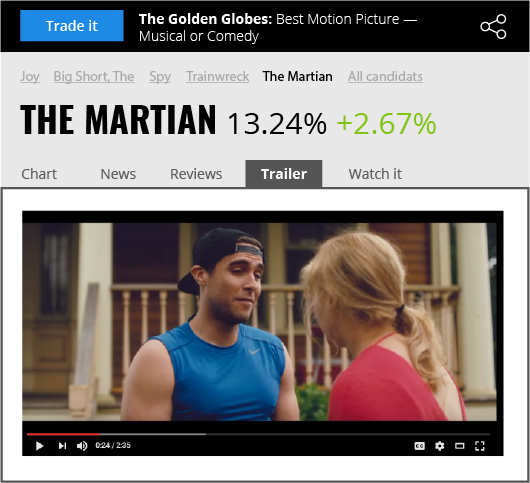 Trade it
The Golden Globes: Best Motion Picture —
Musical or Comedy
Joy Big Short, The Spy Trainwreck The Martian All candidats
THE MARTIAN 13.24% +2.67%
Chart News Reviews Trailer Watch it
0:24 / 2:35